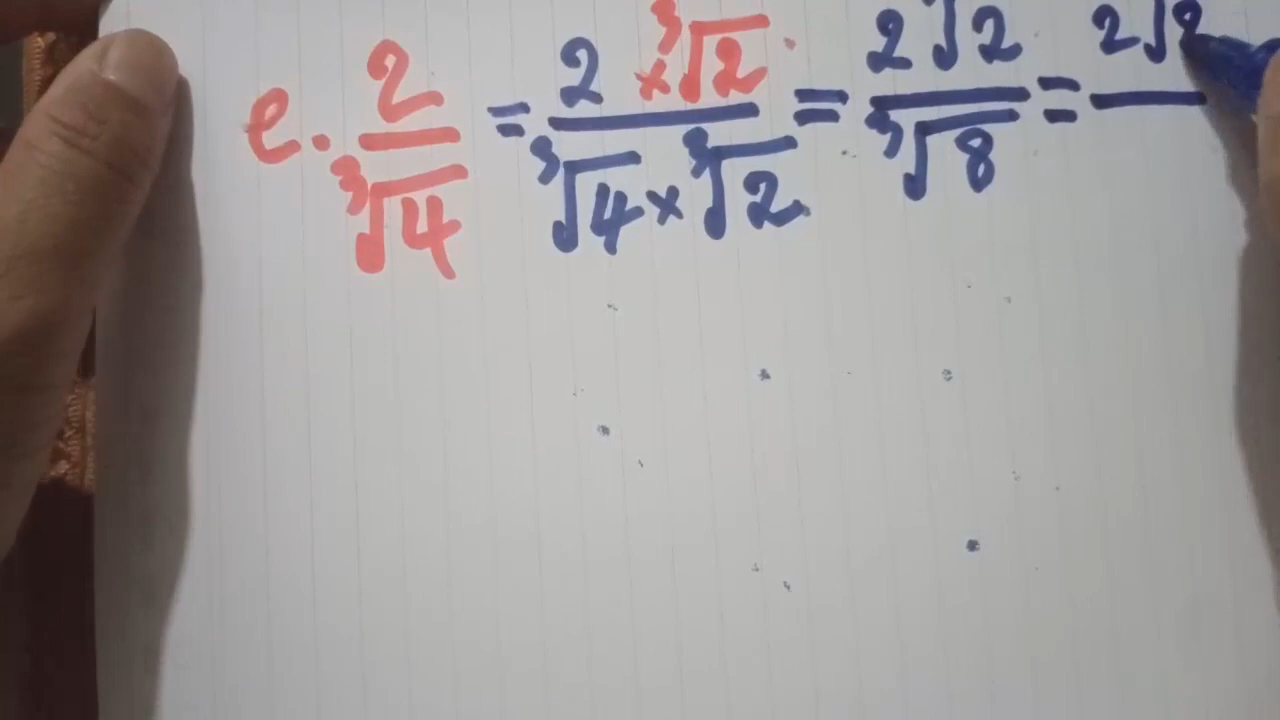 e. 2/∛4 = 2 × ∛2 / ∛4 × ∛2 = 2√2 / ∛8 = 2√2